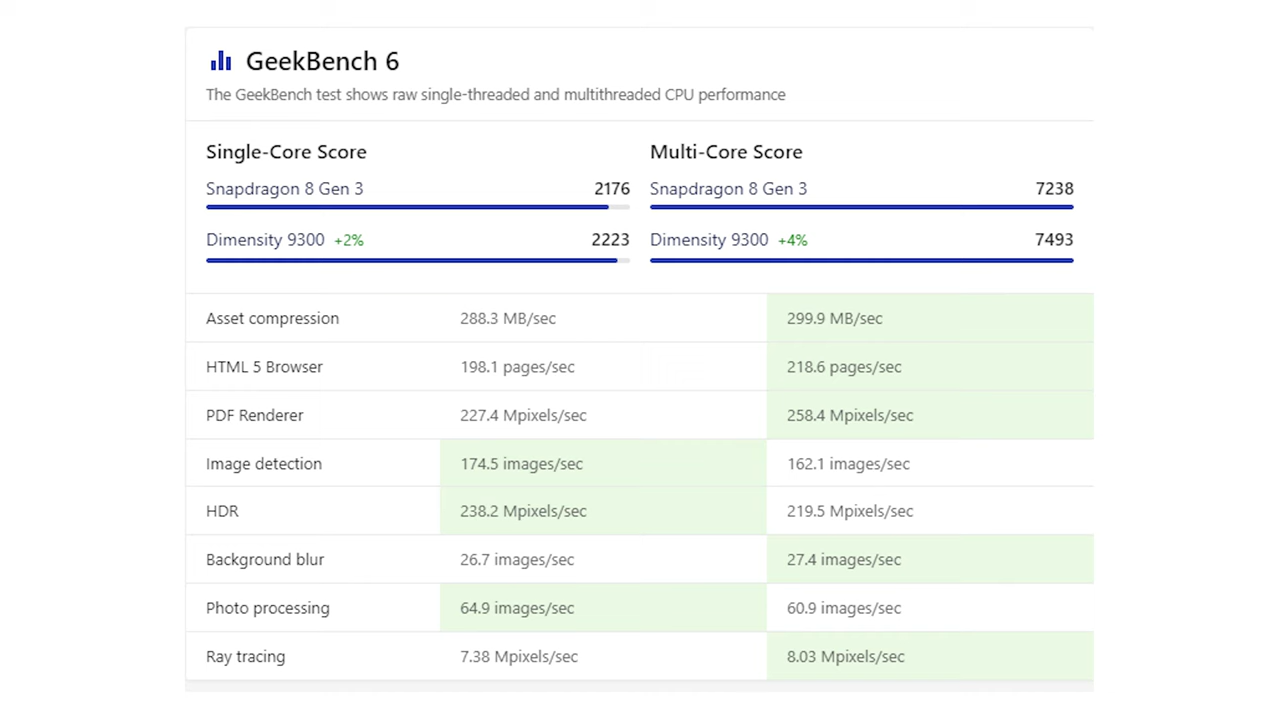 GeekBench 6
The GeekBench test shows raw single-threaded and multithreaded CPU performance
Single-Core Score
Snapdragon 8 Gen 3 2176
Dimensity 9300 +2% 2223
Multi-Core Score
Snapdragon 8 Gen 3 7238
Dimensity 9300 +4% 7493
Asset compression 288.3 MB/sec 299.9 MB/sec
HTML 5 Browser 198.1 pages/sec 218.6 pages/sec
PDF Renderer 227.4 Mpixels/sec 258.4 Mpixels/sec
Image detection 174.5 images/sec 162.1 images/sec
HDR 238.2 Mpixels/sec 219.5 Mpixels/sec
Background blur 26.7 images/sec 27.4 images/sec
Photo processing 64.9 images/sec 60.9 images/sec
Ray tracing 7.38 Mpixels/sec 8.03 Mpixels/sec